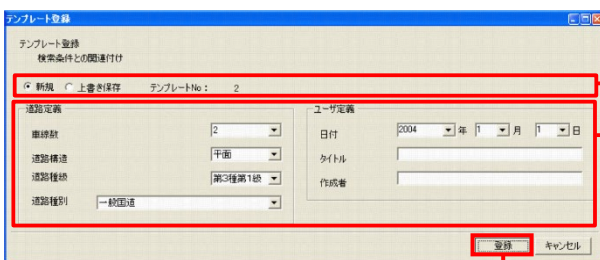 テンプレート登録
テンプレート登録
検索条件との関連付け
新規 上書き保存 テンプレートNo： 2
道路定義
車線数 2
道路構造 平面
道路種級 第3種第1級
道路種別 一般国道
ユーザ定義
日付 2004 年 1 月 1 日
タイトル
作成者
登録 キャンセル